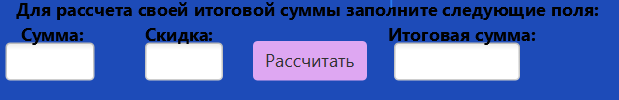 Для рассчета своей итоговой суммы заполните следующие поля:
Сумма: Скидка: Итоговая сумма:
Рассчитать